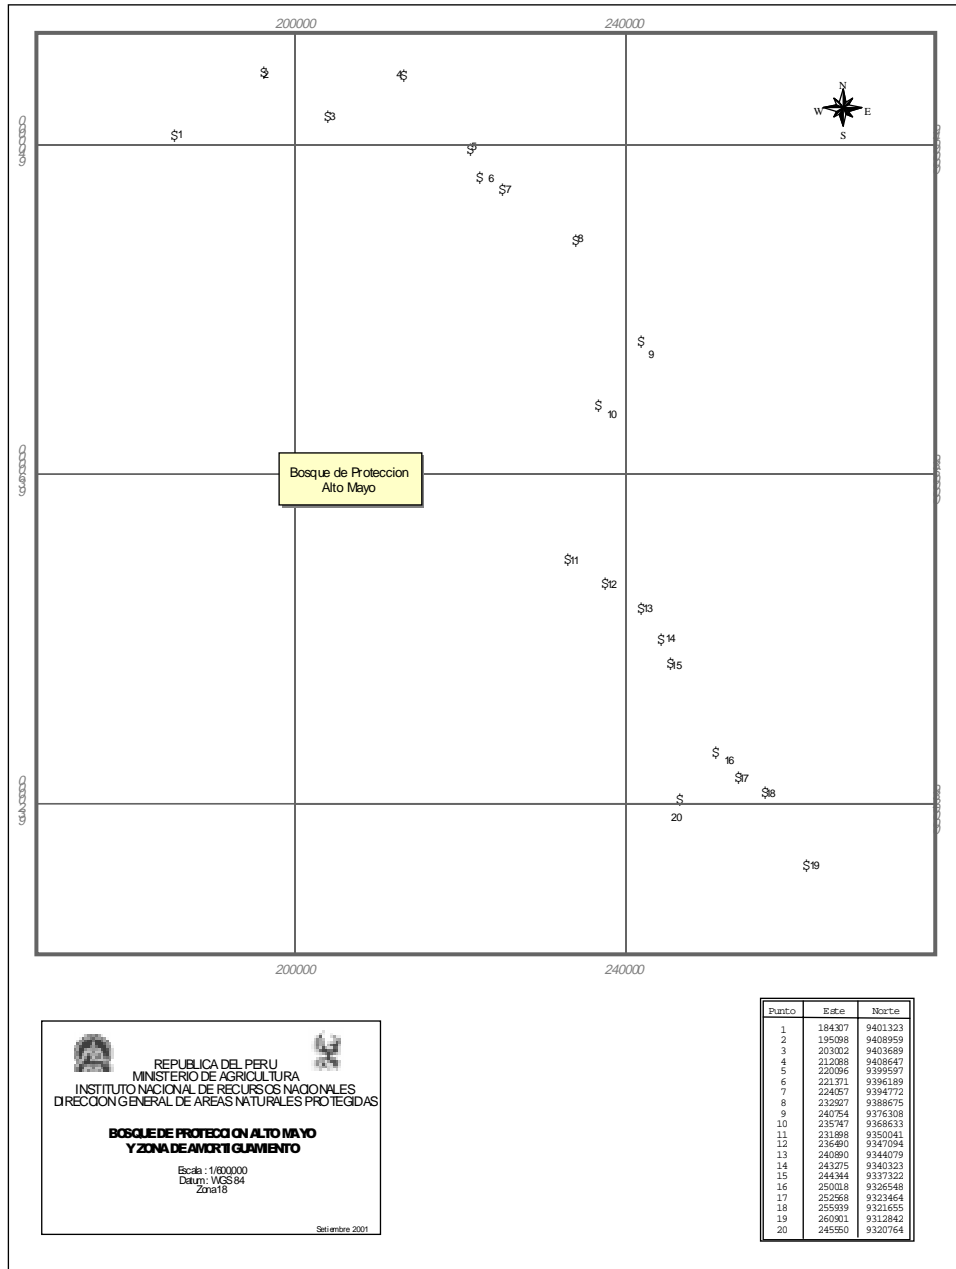 200000 240000
$2
4$
$3
$1
N
W E
S
$5
$ 6
$7
$8
$
9
$
10
Bosque de Proteccion
Alto Mayo
$11
$12
$13
$14
$15
$
16
$17
$18
$
20
$19
200000 240000
REPUBLICA DEL PERU
MINISTERIO DE AGRICULTURA
INSTITUTO NACIONAL DE RECURSOS NACIONALES
DIRECCION GENERAL DE AREAS NATURALES PROTEGIDAS
BOSQUE DE PROTECCION ALTO MAYO
Y ZONA DE AMORTIGUAMIENTO
Escala : 1/600000
Datum : WGS 84
Zona 18
Setiembre 2001
Punto Este Norte
1 184307 9401323
2 195098 9408959
3 203002 9403689
4 212088 9408647
5 220096 9399597
6 221371 9396189
7 224057 9394772
8 232927 9388675
9 240754 9376308
10 235747 9368633
11 231898 9350041
12 236490 9347094
13 240890 9344079
14 243275 9340323
15 244344 9337322
16 250018 9326548
17 252568 9323464
18 255939 9321655
19 260901 9312842
20 245550 9320764